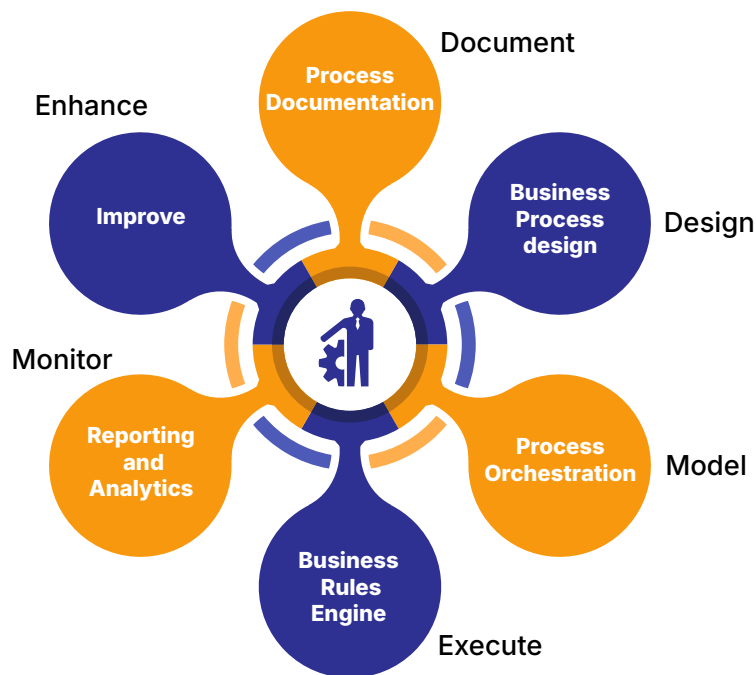 Document
Process
Documentation
Enhance
Improve
Business
Process
design
Design
Monitor
Reporting
and
Analytics
Process
Orchestration
Model
Business
Rules
Engine
Execute